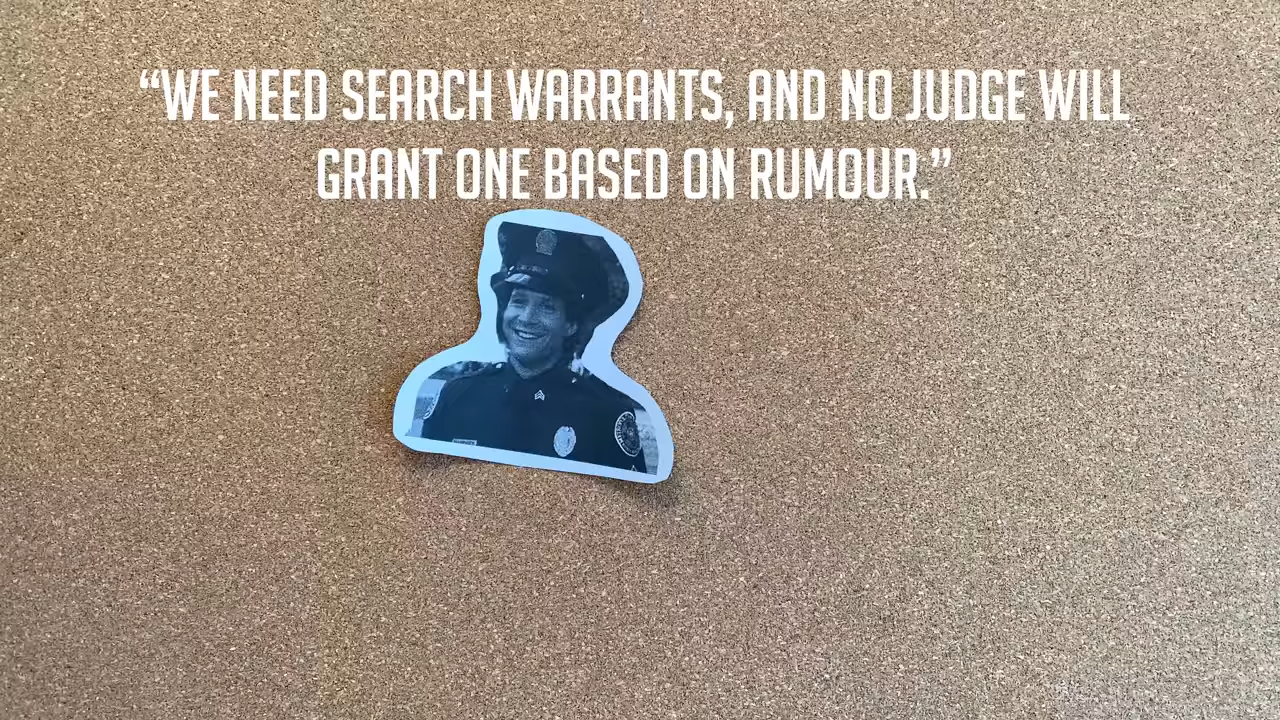 “WE NEED SEARCH WARRANTS, AND NO JUDGE WILL
GRANT ONE BASED ON RUMOUR.”